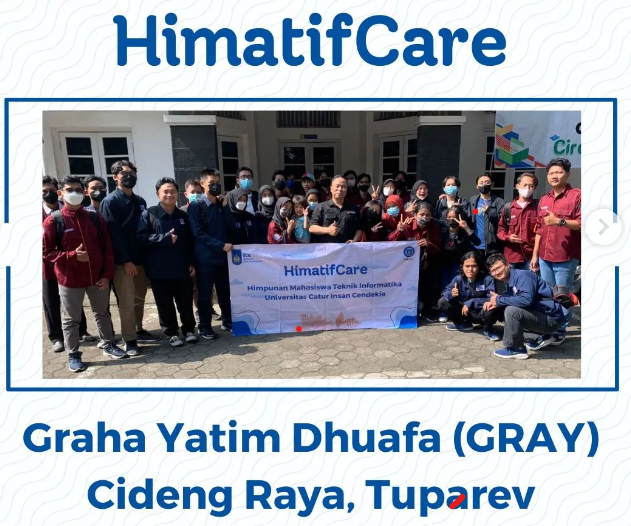 HimatifCare
HimatifCare
Himpunan Mahasiswa Teknik Informatika
Universitas Catur Insan Cendekia
Graha Yatim Dhuafa (GRAY)
Cideng Raya, Tuparev